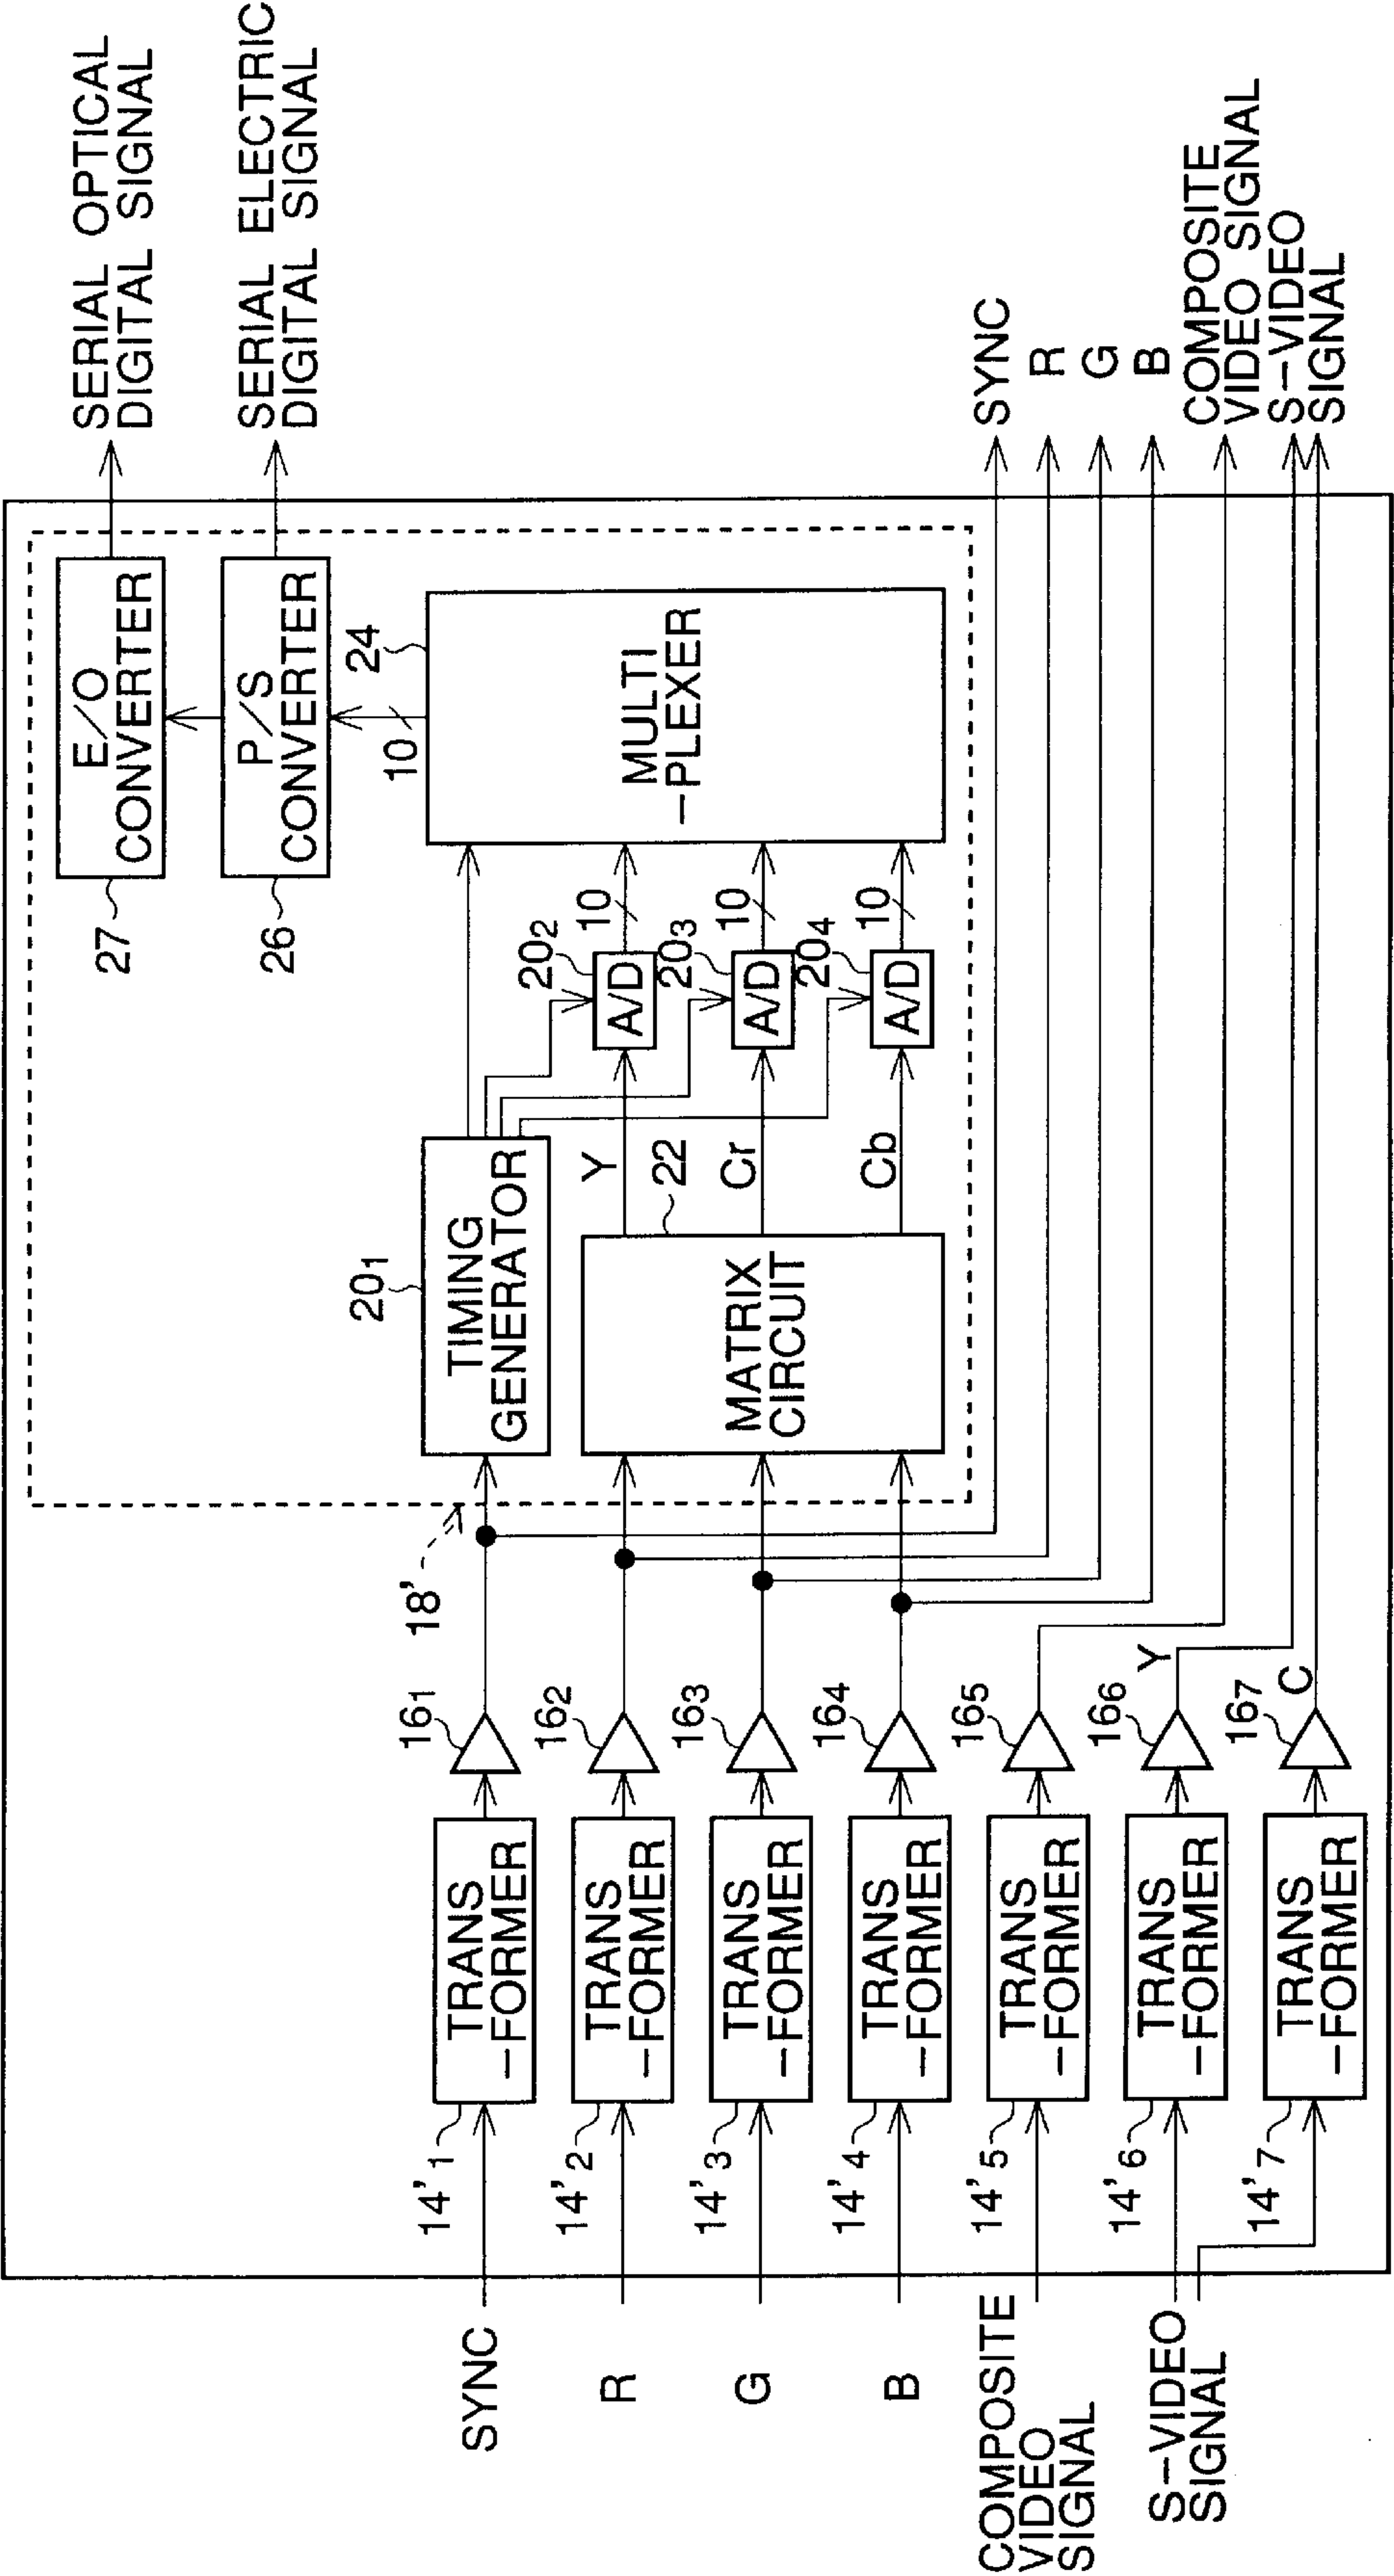 SERIAL OPTICAL
DIGITAL SIGNAL
SERIAL ELECTRIC
DIGITAL SIGNAL
E/O
CONVERTER
27
P/S
CONVERTER
26
24
10
MULTI
-PLEXER
20₁
TIMING
GENERATOR
20₂
A/D
10
20₃
A/D
10
20₄
A/D
10
Y
22
Cr
Cb
MATRIX
CIRCUIT
18'
SYNC
14'₁
TRANS
-FORMER
16₁
R
14'₂
TRANS
-FORMER
16₂
G
14'₃
TRANS
-FORMER
16₃
B
14'₄
TRANS
-FORMER
16₄
COMPOSITE
VIDEO
SIGNAL
14'₅
TRANS
-FORMER
16₅
S-VIDEO
SIGNAL
14'₆
TRANS
-FORMER
16₆
Y
14'₇
TRANS
-FORMER
16₇
C
SYNC
R
G
B
COMPOSITE
VIDEO SIGNAL
S-VIDEO
SIGNAL